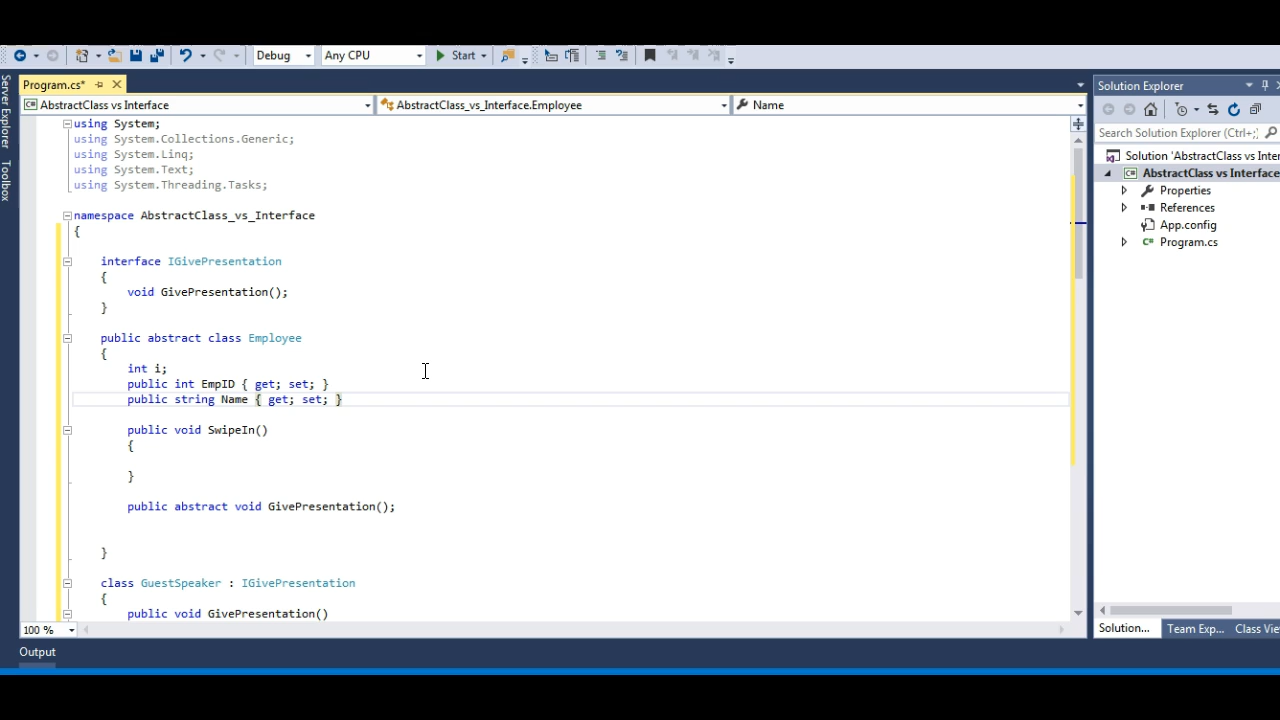 Debug Any CPU Start
Server Explorer
Toolbox
Program.cs*
AbstractClass vs Interface AbstractClass_vs_Interface.Employee Name
using System;
using System.Collections.Generic;
using System.Linq;
using System.Text;
using System.Threading.Tasks;
namespace AbstractClass_vs_Interface
{
interface IGivePresentation
{
void GivePresentation();
}
public abstract class Employee
{
int i;
public int EmpID { get; set; }
public string Name { get; set; }
public void SwipeIn()
{
}
public abstract void GivePresentation();
}
class GuestSpeaker : IGivePresentation
{
public void GivePresentation()
100 %
Output
Solution Explorer
Search Solution Explorer (Ctrl+;)
Solution 'AbstractClass vs Inter
C# AbstractClass vs Interface
Properties
References
App.config
C# Program.cs
Solution... Team Exp... Class Vie